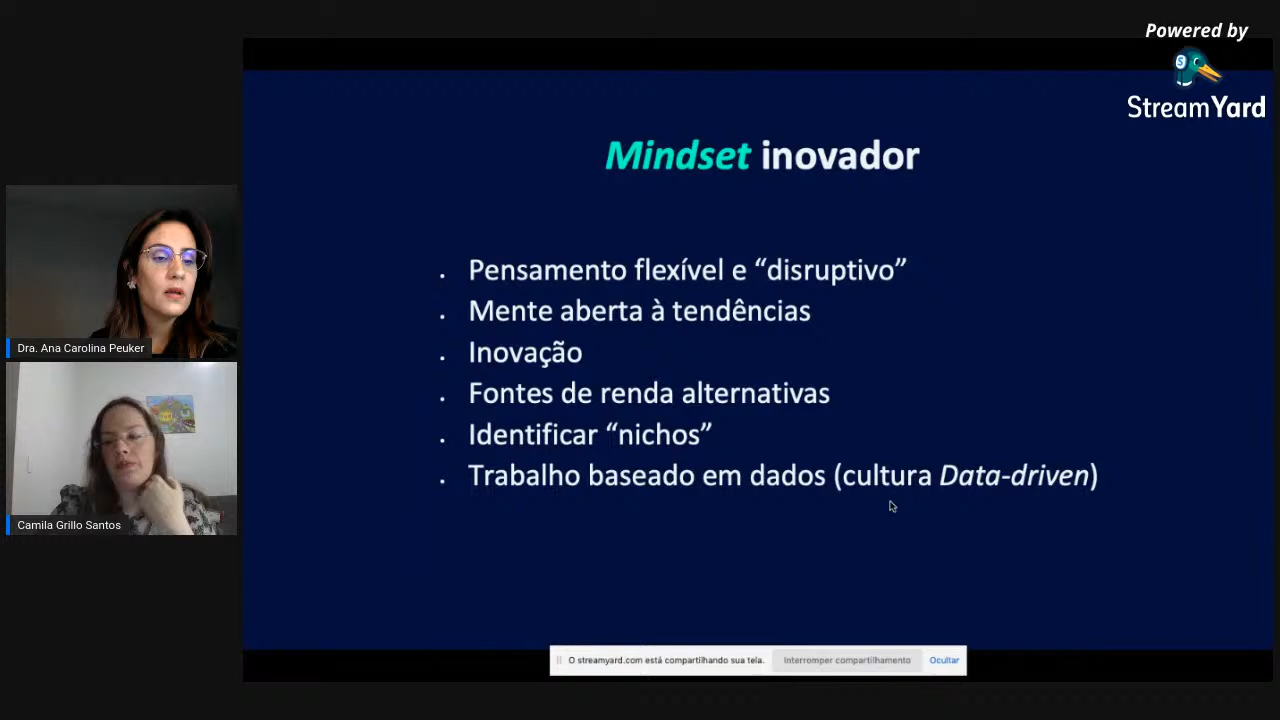 Powered by
StreamYard
Mindset inovador
Pensamento flexível e “disruptivo”
Mente aberta à tendências
Inovação
Fontes de renda alternativas
Identificar “nichos”
Trabalho baseado em dados (cultura Data-driven)
Dra. Ana Carolina Peuker
Camila Grillo Santos
O streamyard.com está compartilhando sua tela. Interromper compartilhamento Ocultar